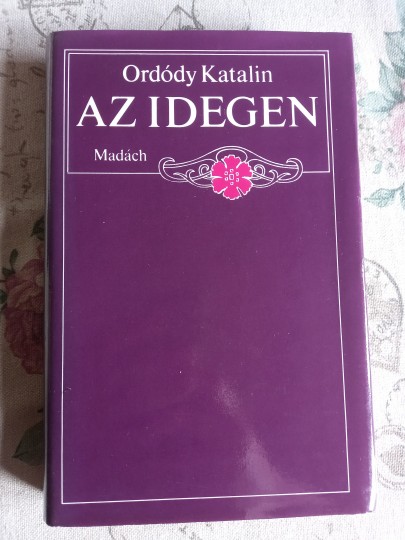 Ordódy Katalin
AZ IDEGEN
Madách